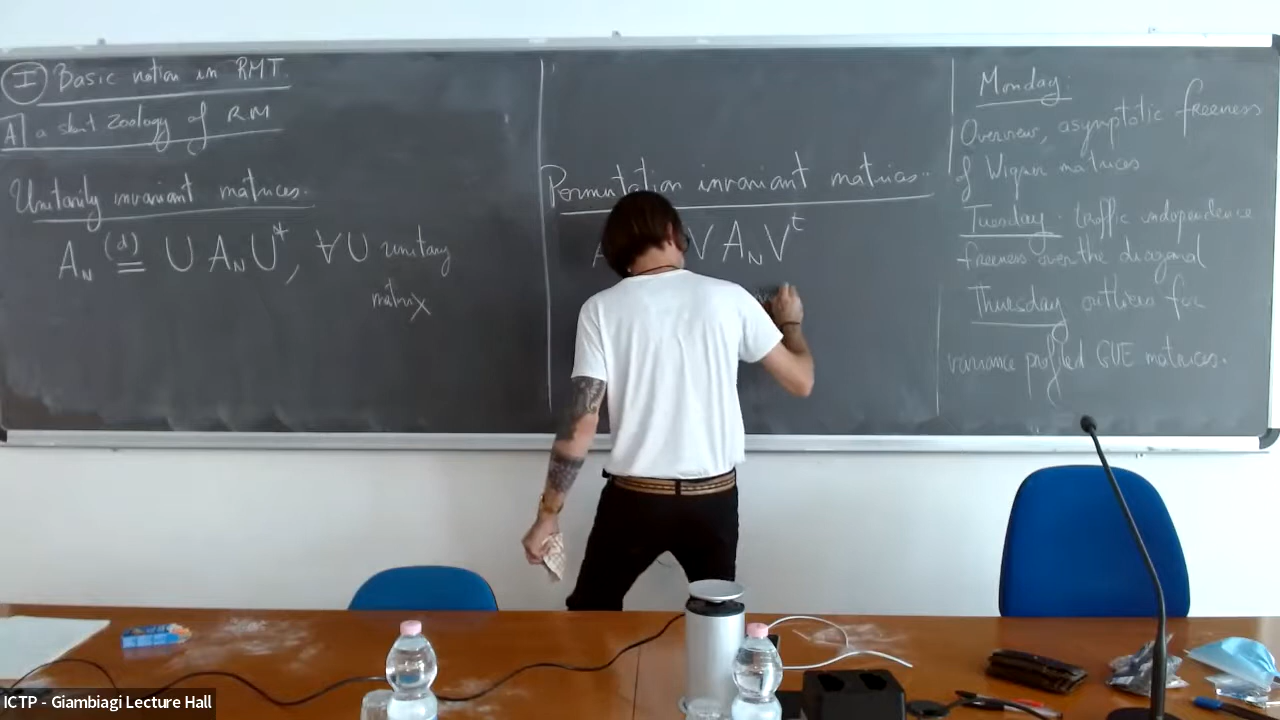 I Basic notion in RMT.
A a short Zoology of RM
Unitarily invariant matrices.
A_N (d)= U A_N U*, ∀U unitary
matrix
Permutation invariant matrices.
V A_N V^t
Monday:
Overview, asymptotic freeness
of Wigner matrices
Tuesday: traffic independence
freeness over the diagonal
Thursday outliers for
variance profiled GUE matrices.
ICTP - Giambiagi Lecture Hall